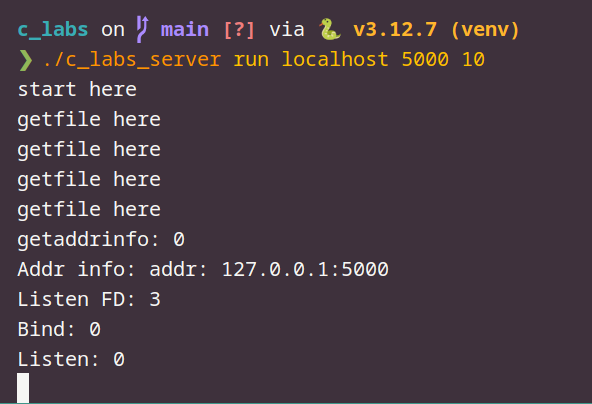 c_labs on main [?] via 🐍 v3.12.7 (venv)
❯ ./c_labs_server run localhost 5000 10
start here
getfile here
getfile here
getfile here
getfile here
getaddrinfo: 0
Addr info: addr: 127.0.0.1:5000
Listen FD: 3
Bind: 0
Listen: 0